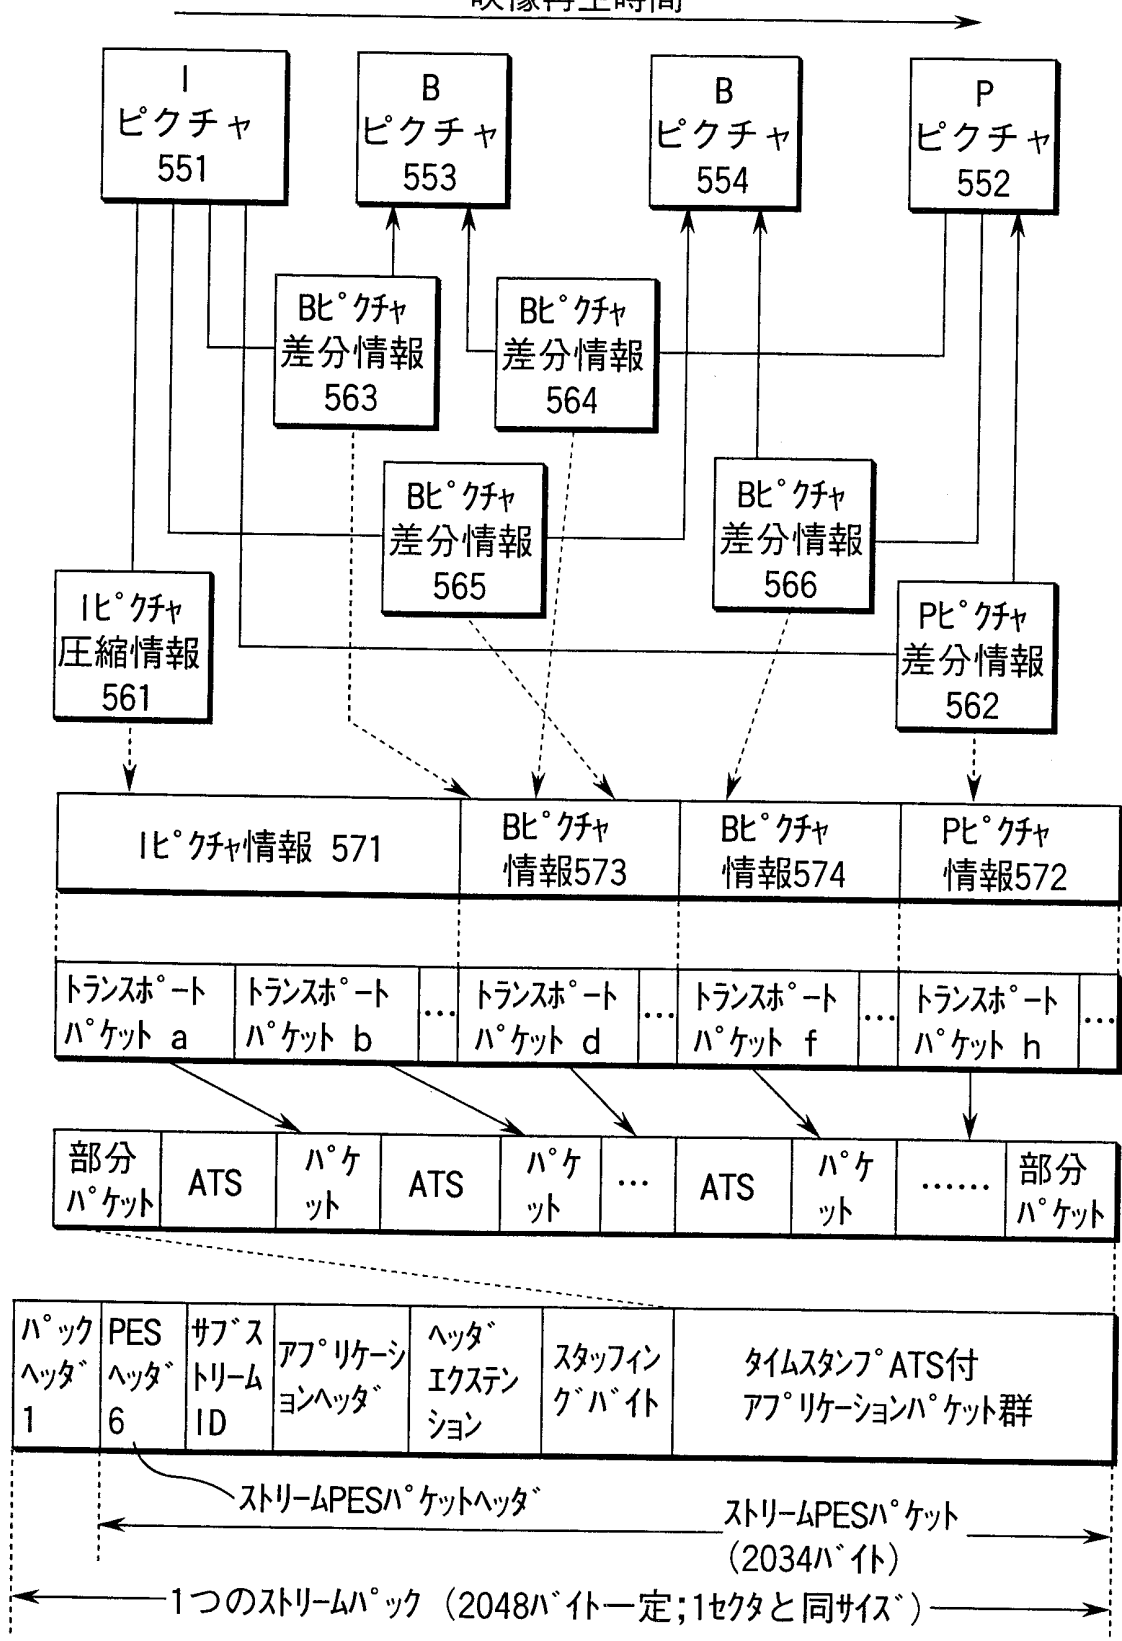 映像再生時間
I
ピクチャ
551
B
ピクチャ
553
B
ピクチャ
554
P
ピクチャ
552
Bピクチャ
差分情報
563
Bピクチャ
差分情報
564
Bピクチャ
差分情報
565
Bピクチャ
差分情報
566
Iピクチャ
圧縮情報
561
Pピクチャ
差分情報
562
Iピクチャ情報 571
Bピクチャ
情報573
Bピクチャ
情報574
Pピクチャ
情報572
トランスポート
パケット a
トランスポート
パケット b
…
トランスポート
パケット d
…
トランスポート
パケット f
…
トランスポート
パケット h
…
部分
パケット
ATS
パケ
ット
ATS
パケ
ット
…
ATS
パケ
ット
……
部分
パケット
パック
ヘッダ
1
PES
ヘッダ
6
サブス
トリーム
ID
アプリケーシ
ョンヘッダ
ヘッダ
エクステン
ション
スタッフィン
グバイト
タイムスタンプATS付
アプリケーションパケット群
ストリームPESパケットヘッダ
ストリームPESパケット
(2034バイト)
1つのストリームパック (2048バイト一定;1セクタと同サイズ)